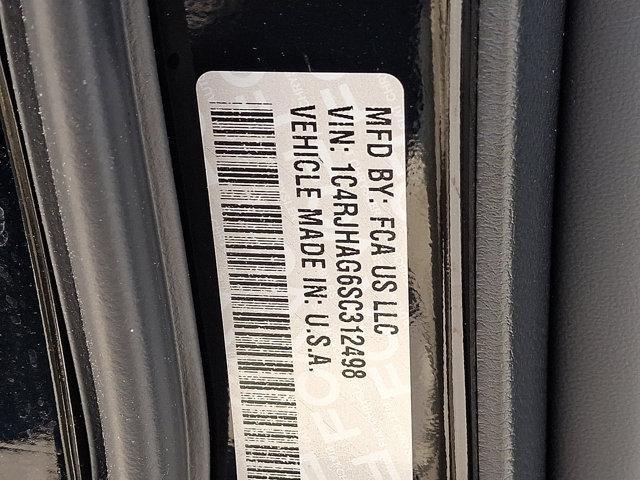 MFD BY: FCA US LLC
VIN: 1C4RJHAG6SC312498
VEHICLE MADE IN: U.S.A.